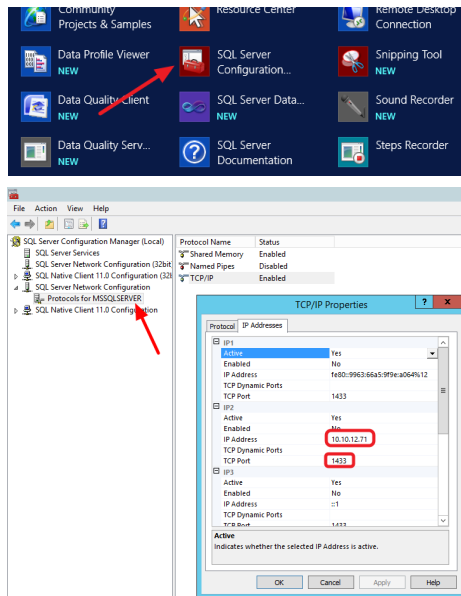 Community
Projects & Samples
Resource Center
Remote Desktop
Connection
Data Profile Viewer
NEW
SQL Server
Configuration...
Snipping Tool
NEW
Data Quality Client
NEW
SQL Server Data...
NEW
Sound Recorder
NEW
Data Quality Serv...
NEW
SQL Server
Documentation
Steps Recorder
File Action View Help
SQL Server Configuration Manager (Local)
SQL Server Services
SQL Server Network Configuration (32bit
SQL Native Client 11.0 Configuration (32b
SQL Server Network Configuration
Protocols for MSSQLSERVER
SQL Native Client 11.0 Configuration
Protocol Name Status
Shared Memory Enabled
Named Pipes Disabled
TCP/IP Enabled
TCP/IP Properties
? x
Protocol IP Addresses
IP1
Active Yes
Enabled No
IP Address fe80::9963:66a5:9f9e:a064%12
TCP Dynamic Ports
TCP Port 1433
IP2
Active Yes
Enabled No
IP Address 10.10.12.71
TCP Dynamic Ports
TCP Port 1433
IP3
Active Yes
Enabled No
IP Address ::1
TCP Dynamic Ports
TCP Port 1433
Active
Indicates whether the selected IP Address is active.
OK Cancel Apply Help